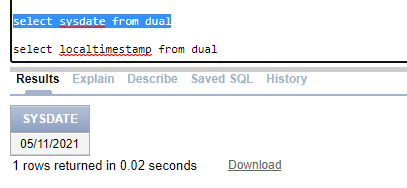 select sysdate from dual
select localtimestamp from dual
Results Explain Describe Saved SQL History
SYSDATE
05/11/2021
1 rows returned in 0.02 seconds Download